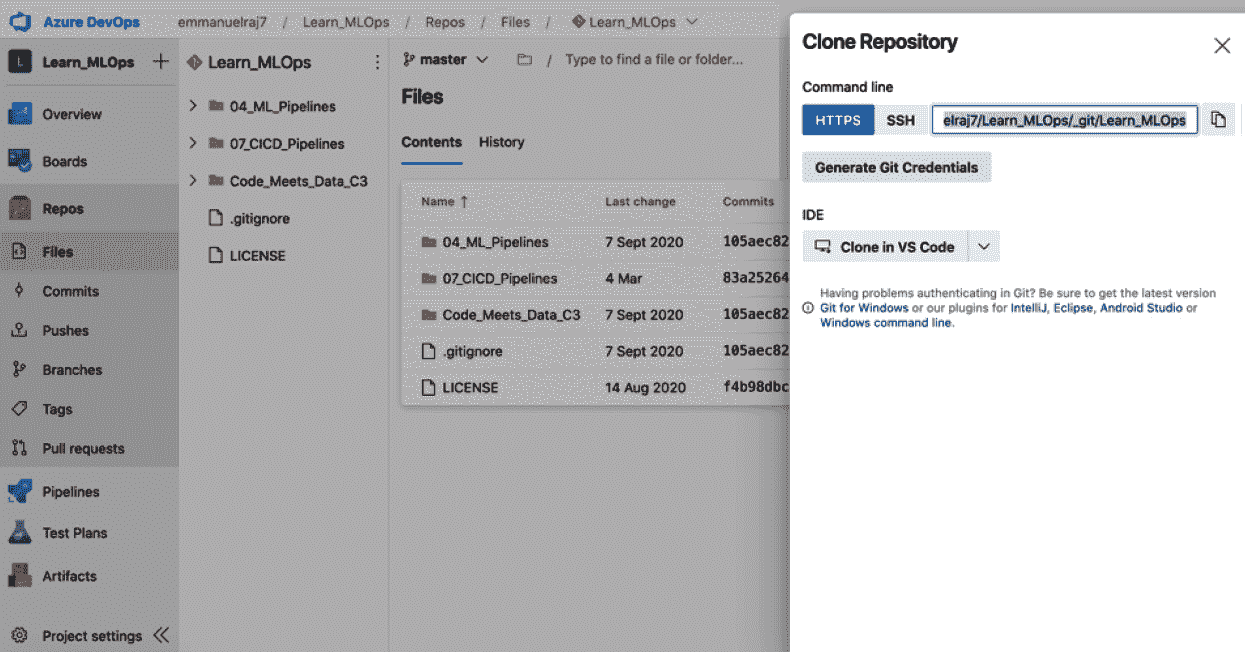 Azure DevOps
emmanuelraj7 / Learn_MLOps / Repos / Files / Learn_MLOps
L Learn_MLOps +
Overview
Boards
Repos
Files
Commits
Pushes
Branches
Tags
Pull requests
Pipelines
Test Plans
Artifacts
Project settings
Learn_MLOps
04_ML_Pipelines
07_CICD_Pipelines
Code_Meets_Data_C3
.gitignore
LICENSE
master / Type to find a file or folder...
Files
Contents History
Name ↑ Last change Commits
04_ML_Pipelines 7 Sept 2020 105aec82
07_CICD_Pipelines 4 Mar 83a25264
Code_Meets_Data_C3 7 Sept 2020 105aec82
.gitignore 7 Sept 2020 105aec82
LICENSE 14 Aug 2020 f4b98dbc
Clone Repository
Command line
HTTPS SSH elraj7/Learn_MLOps/_git/Learn_MLOps
Generate Git Credentials
IDE
Clone in VS Code
Having problems authenticating in Git? Be sure to get the latest version
Git for Windows or our plugins for IntelliJ, Eclipse, Android Studio or
Windows command line.